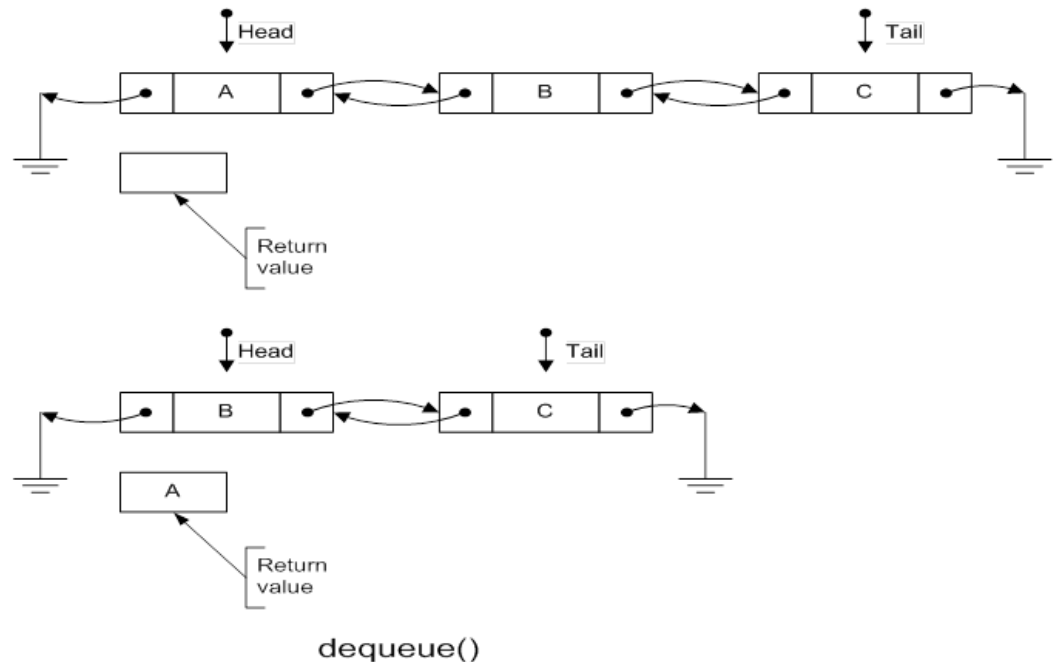 Head
Tail
A
B
C
Return
value
Head
Tail
B
C
A
Return
value
dequeue()